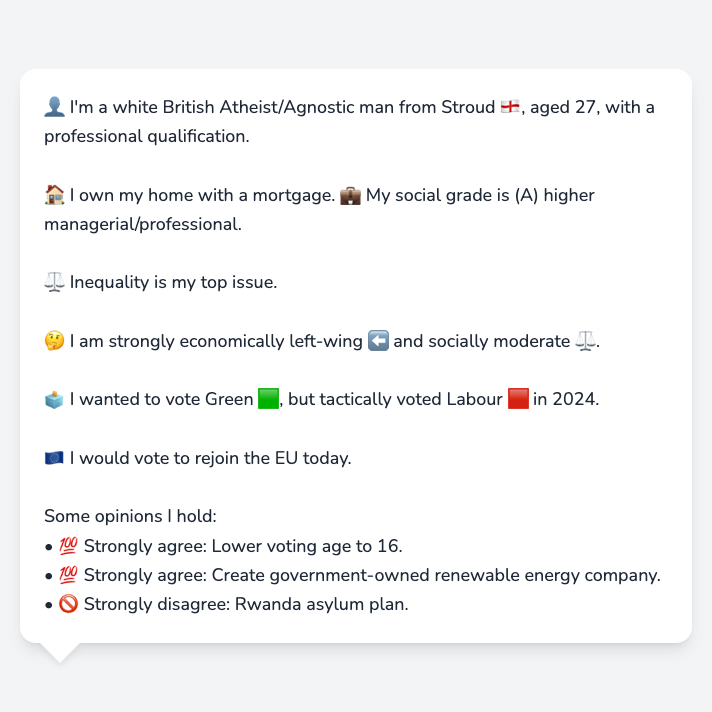 👤 I'm a white British Atheist/Agnostic man from Stroud 🏴󠁧󠁢󠁥󠁮󠁧󠁿, aged 27, with a
professional qualification.
🏠 I own my home with a mortgage. 💼 My social grade is (A) higher
managerial/professional.
⚖️ Inequality is my top issue.
🤔 I am strongly economically left-wing ⬅️ and socially moderate ⚖️.
🗳️ I wanted to vote Green 🟩, but tactically voted Labour 🟥 in 2024.
🇪🇺 I would vote to rejoin the EU today.
Some opinions I hold:
• 💯 Strongly agree: Lower voting age to 16.
• 💯 Strongly agree: Create government-owned renewable energy company.
• 🚫 Strongly disagree: Rwanda asylum plan.